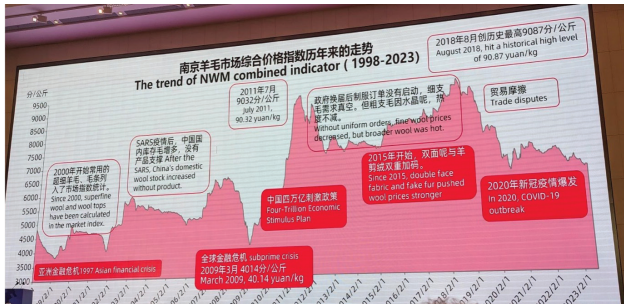 南京羊毛市场综合价格指数历年来的走势
The trend of NWM combined indicator (1998-2023)
2018年8月创历史最高9087分/公斤
August 2018, hit a historical high level
of 90.87 yuan/kg
分/公斤
9500
9000
8500
8000
7500
7000
6500
6000
5500
5000
4500
4000
3500
3000
2011年7月
9032分/公斤
july 2011,
90.32 yuan/kg
政府换届后制服订单没有启动，细支
毛需求真空。但粗支毛因水晶呢，热
度不减。
Without uniform orders, fine wool prices
decreased, but broader wool was hot.
贸易摩擦
Trade disputes
SARS疫情后，中国国
内库存毛增多，没有
产品支撑 After the
SARS, China's domestic
wool stock increased
without product.
2000年开始常用的
超细羊毛、毛条列
入了市场指数统计。
Since 2000, superfine
wool and wool tops
have been calculated
in the market index.
2015年开始，双面呢与羊
剪绒双重加码。
Since 2015, double face
fabric and fake fur pushed
wool prices stronger
中国四万亿刺激政策
Four-Trillion Economic
Stimulus Plan
2020年新冠疫情爆发
In 2020, COVID-19
outbreak
亚洲金融危机1997 Asian financial crisis
全球金融危机 subprime crisis
2009年3月 4014分/公斤
March 2009, 40.14 yuan/kg